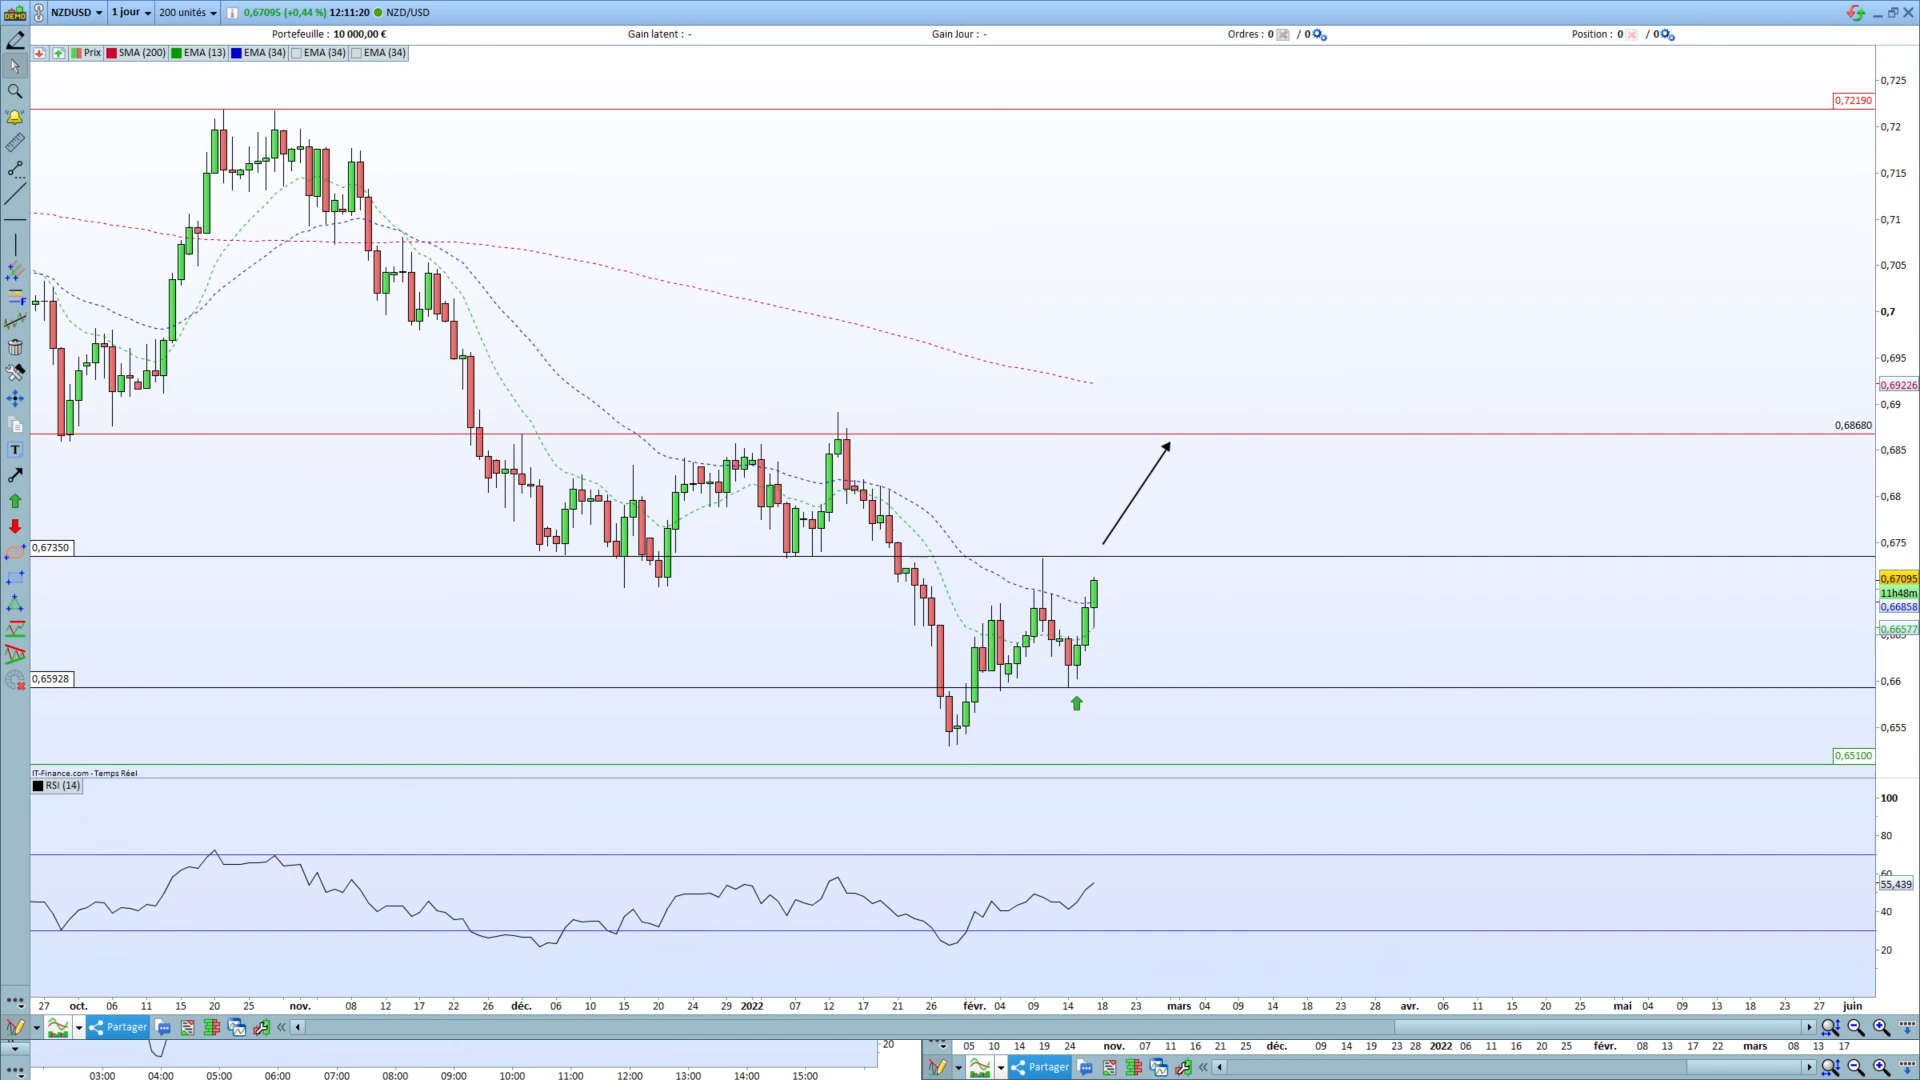 DEMO NZDUSD 1 jour 200 unités 0,67095 (+0,44 %) 12:11:20 NZD/USD
Portefeuille : 10 000,00 € Gain latent : - Gain Jour : - Ordres : 0 / 0 Position : 0 / 0
Prix SMA (200) EMA (13) EMA (34) EMA (34) EMA (34)
0,725
0,7219
0,72
0,715
0,71
0,705
0,7
0,695
0,69226
0,69
0,68680
0,685
0,68
0,675
0,67350
0,67095
11h48m
0,66858
0,66577
0,66
0,65928
0,655
0,65100
IT-Finance.com - Temps Réel
RSI (14)
100
80
60
55,439
40
20
27 oct. 06 11 15 20 25 nov. 08 12 17 22 26 déc. 06 10 15 20 24 29 2022 07 12 17 21 26 févr. 04 09 14 18 23 mars 04 09 14 18 23 28 avr. 06 11 15 20 25 mai 04 09 13 18 23 27 juin
Partager
20
05 10 14 19 24 nov. 11 16 21 déc. 09 14 19 23 28 2022 06 11 16 20 25 févr. 08 13 17 22 mars 08 13 17
Partager
03:00 04:00 05:00 06:00 07:00 08:00 09:00 10:00 11:00 12:00 13:00 14:00 15:00